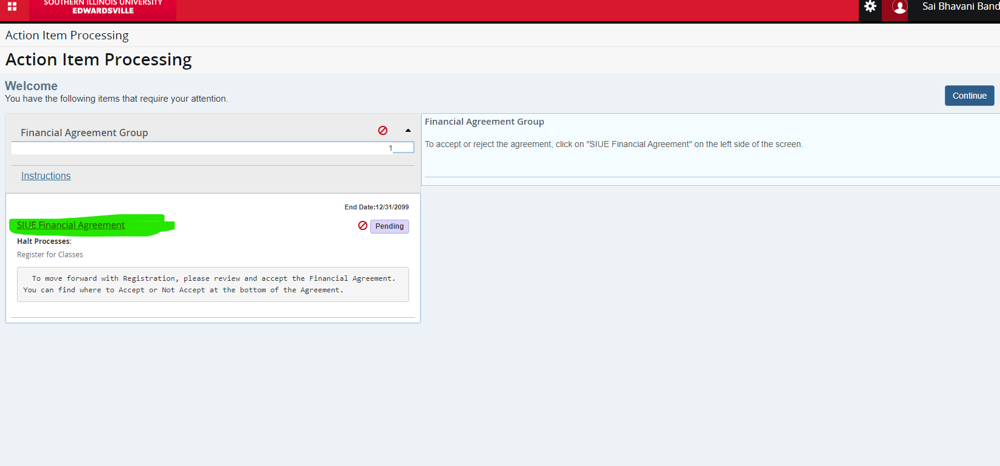 SOUTHERN ILLINOIS UNIVERSITY
EDWARDSVILLE
Sai Bhavani Band
Action Item Processing
Action Item Processing
Welcome
You have the following items that require your attention.
Continue
Financial Agreement Group
1
Instructions
End Date:12/31/2099
SIUE Financial Agreement
Pending
Halt Processes:
Register for Classes
To move forward with Registration, please review and accept the Financial Agreement.
You can find where to Accept or Not Accept at the bottom of the Agreement.
Financial Agreement Group
To accept or reject the agreement, click on "SIUE Financial Agreement" on the left side of the screen.